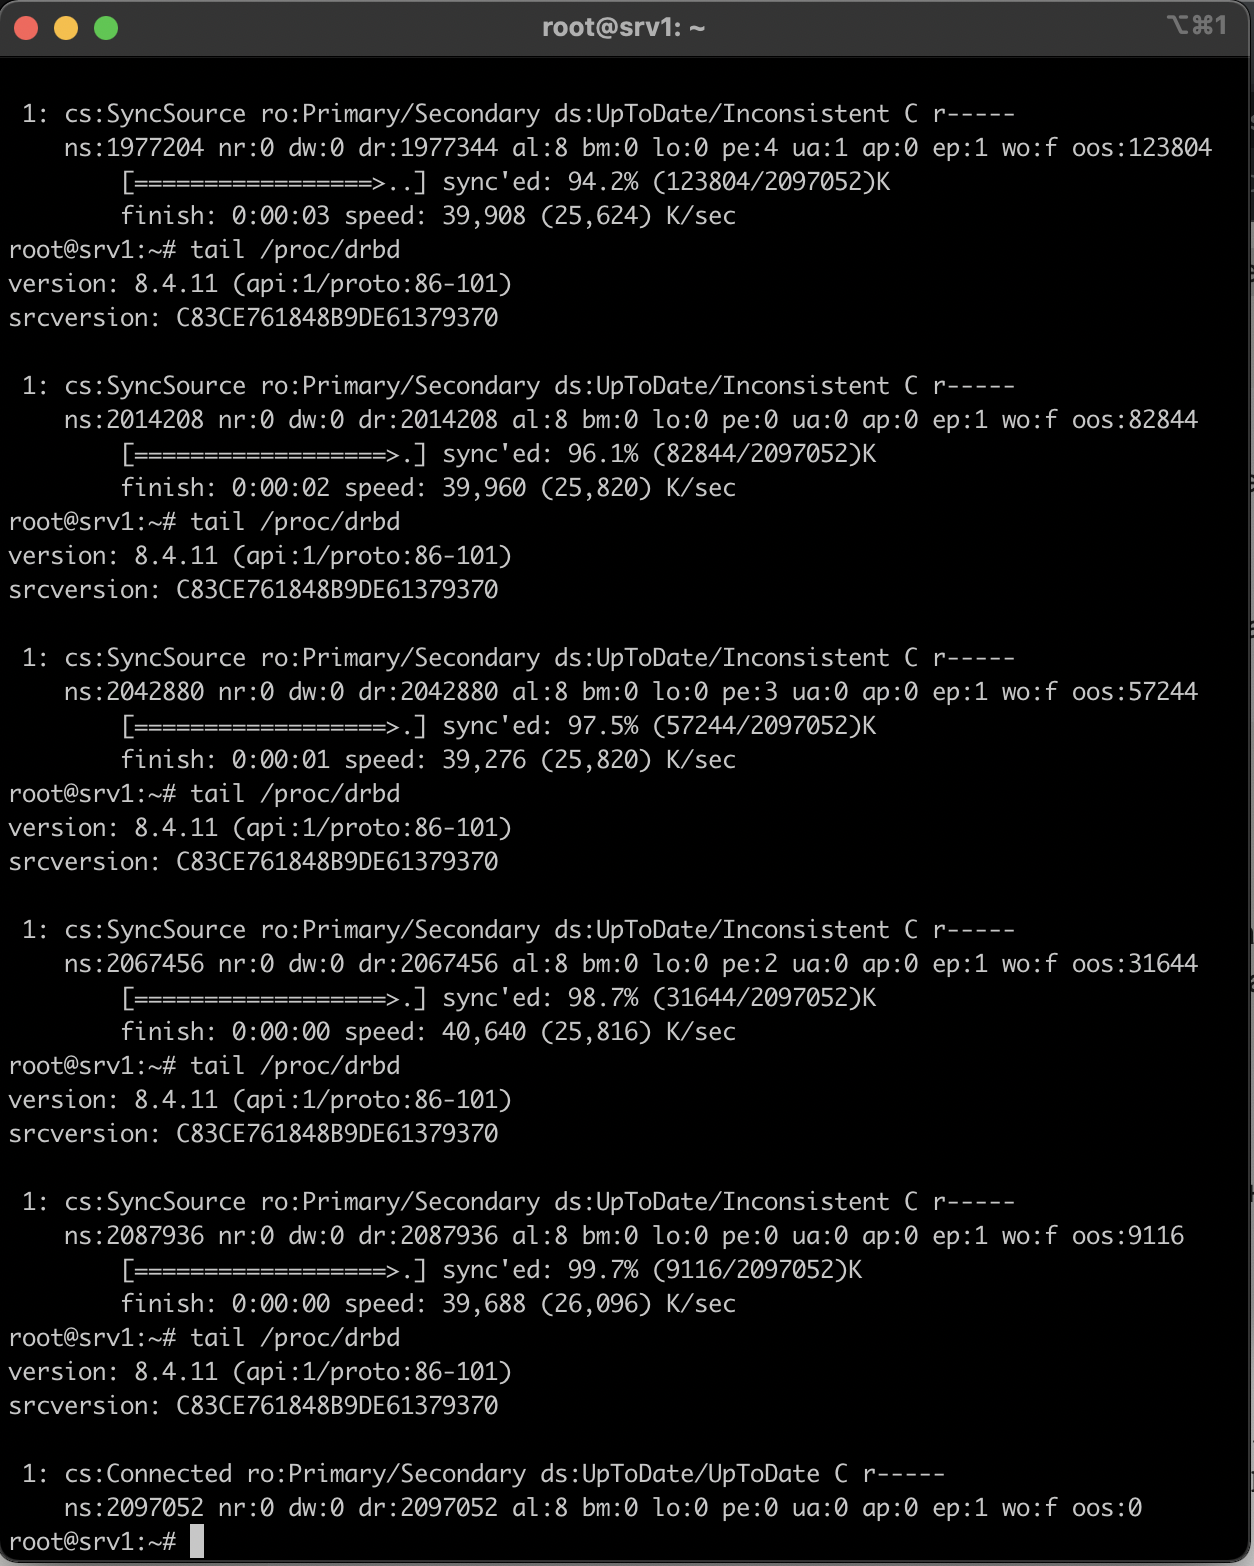 root@srv1: ~
⌥⌘1
1: cs:SyncSource ro:Primary/Secondary ds:UpToDate/Inconsistent C r-----
ns:1977204 nr:0 dw:0 dr:1977344 al:8 bm:0 lo:0 pe:4 ua:1 ap:0 ep:1 wo:f oos:123804
[=================>..] sync'ed: 94.2% (123804/2097052)K
finish: 0:00:03 speed: 39,908 (25,624) K/sec
root@srv1:~# tail /proc/drbd
version: 8.4.11 (api:1/proto:86-101)
srcversion: C83CE761848B9DE61379370
1: cs:SyncSource ro:Primary/Secondary ds:UpToDate/Inconsistent C r-----
ns:2014208 nr:0 dw:0 dr:2014208 al:8 bm:0 lo:0 pe:0 ua:0 ap:0 ep:1 wo:f oos:82844
[==================>.] sync'ed: 96.1% (82844/2097052)K
finish: 0:00:02 speed: 39,960 (25,820) K/sec
root@srv1:~# tail /proc/drbd
version: 8.4.11 (api:1/proto:86-101)
srcversion: C83CE761848B9DE61379370
1: cs:SyncSource ro:Primary/Secondary ds:UpToDate/Inconsistent C r-----
ns:2042880 nr:0 dw:0 dr:2042880 al:8 bm:0 lo:0 pe:3 ua:0 ap:0 ep:1 wo:f oos:57244
[==================>.] sync'ed: 97.5% (57244/2097052)K
finish: 0:00:01 speed: 39,276 (25,820) K/sec
root@srv1:~# tail /proc/drbd
version: 8.4.11 (api:1/proto:86-101)
srcversion: C83CE761848B9DE61379370
1: cs:SyncSource ro:Primary/Secondary ds:UpToDate/Inconsistent C r-----
ns:2067456 nr:0 dw:0 dr:2067456 al:8 bm:0 lo:0 pe:2 ua:0 ap:0 ep:1 wo:f oos:31644
[==================>.] sync'ed: 98.7% (31644/2097052)K
finish: 0:00:00 speed: 40,640 (25,816) K/sec
root@srv1:~# tail /proc/drbd
version: 8.4.11 (api:1/proto:86-101)
srcversion: C83CE761848B9DE61379370
1: cs:SyncSource ro:Primary/Secondary ds:UpToDate/Inconsistent C r-----
ns:2087936 nr:0 dw:0 dr:2087936 al:8 bm:0 lo:0 pe:0 ua:0 ap:0 ep:1 wo:f oos:9116
[==================>.] sync'ed: 99.7% (9116/2097052)K
finish: 0:00:00 speed: 39,688 (26,096) K/sec
root@srv1:~# tail /proc/drbd
version: 8.4.11 (api:1/proto:86-101)
srcversion: C83CE761848B9DE61379370
1: cs:Connected ro:Primary/Secondary ds:UpToDate/UpToDate C r-----
ns:2097052 nr:0 dw:0 dr:2097052 al:8 bm:0 lo:0 pe:0 ua:0 ap:0 ep:1 wo:f oos:0
root@srv1:~#